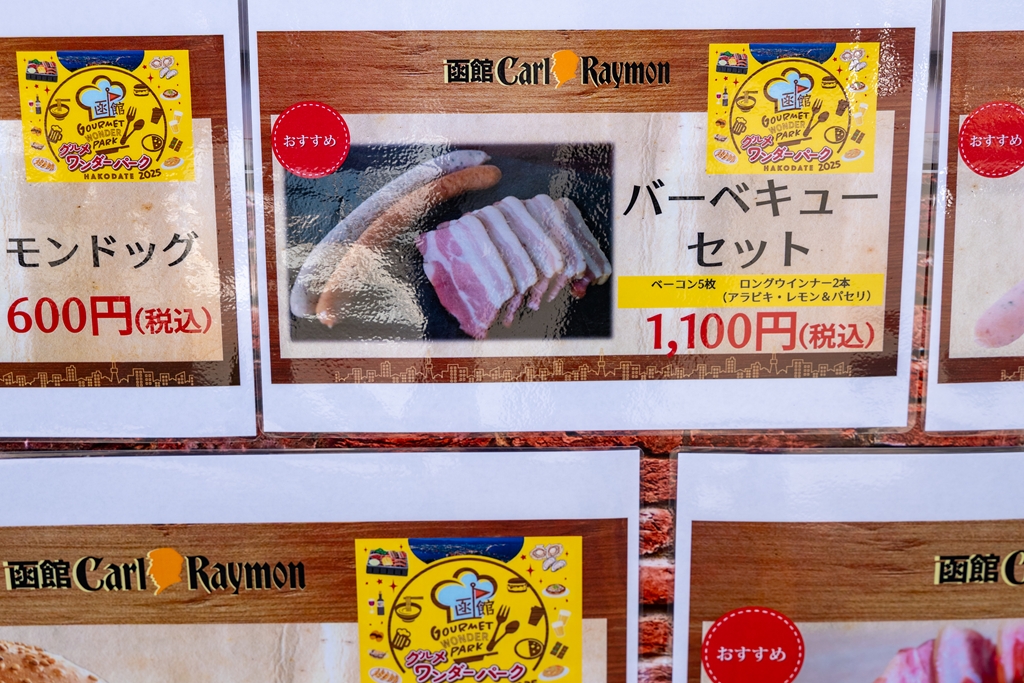 函館
GOURMET
WONDER
PARK
グルメ
ワンダーパーク
HAKODATE 2025
モンドッグ
600円(税込)
函館 Carl Raymon
おすすめ
函館
GOURMET
WONDER
PARK
グルメ
ワンダーパーク
HAKODATE 2025
バーベキュー
セット
ベーコン5枚 ロングウインナー2本
(アラビキ・レモン&パセリ)
1,100円(税込)
おすすめ
函館 Carl Raymon
函館
GOURMET
WONDER
PARK
グルメ
ワンダーパーク
函館 C
おすすめ